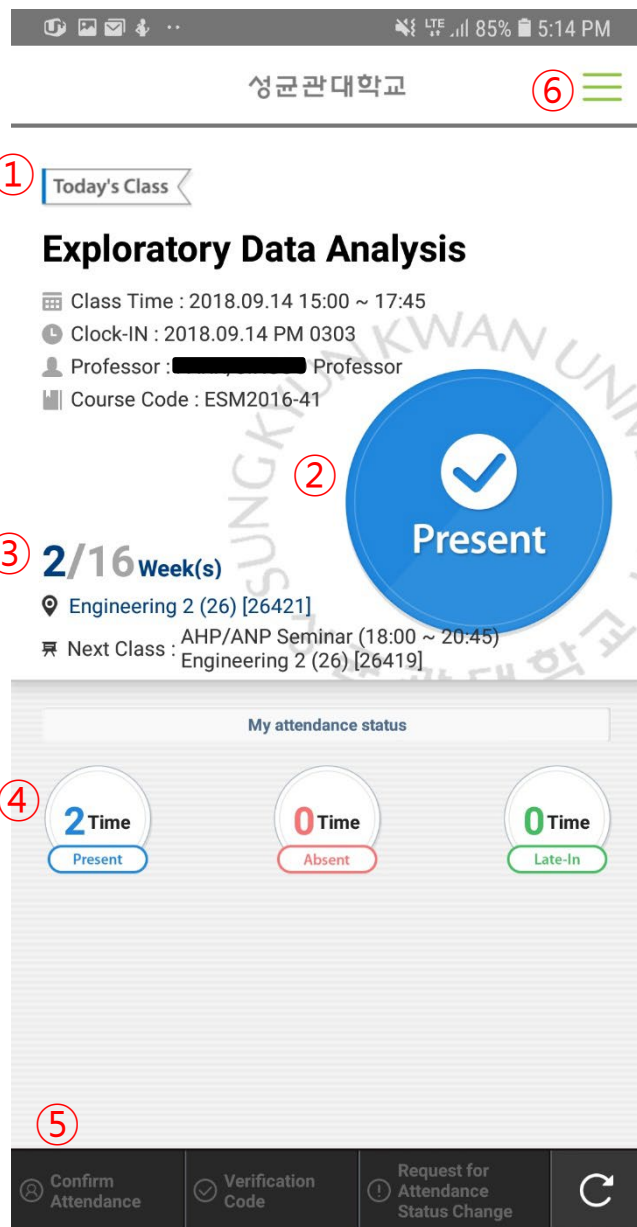 85% 5:14 PM
성균관대학교
⑥
①
Today's Class
Exploratory Data Analysis
Class Time : 2018.09.14 15:00 ~ 17:45
Clock-IN : 2018.09.14 PM 0303
Professor : Professor
Course Code : ESM2016-41
SUNGKYUNKWAN UNI
②
Present
③
2/16 Week(s)
Engineering 2 (26) [26421]
Next Class : AHP/ANP Seminar (18:00 ~ 20:45)
Engineering 2 (26) [26419]
My attendance status
④
2 Time
Present
0 Time
Absent
0 Time
Late-In
⑤
Confirm
Attendance
Verification
Code
Request for
Attendance
Status Change